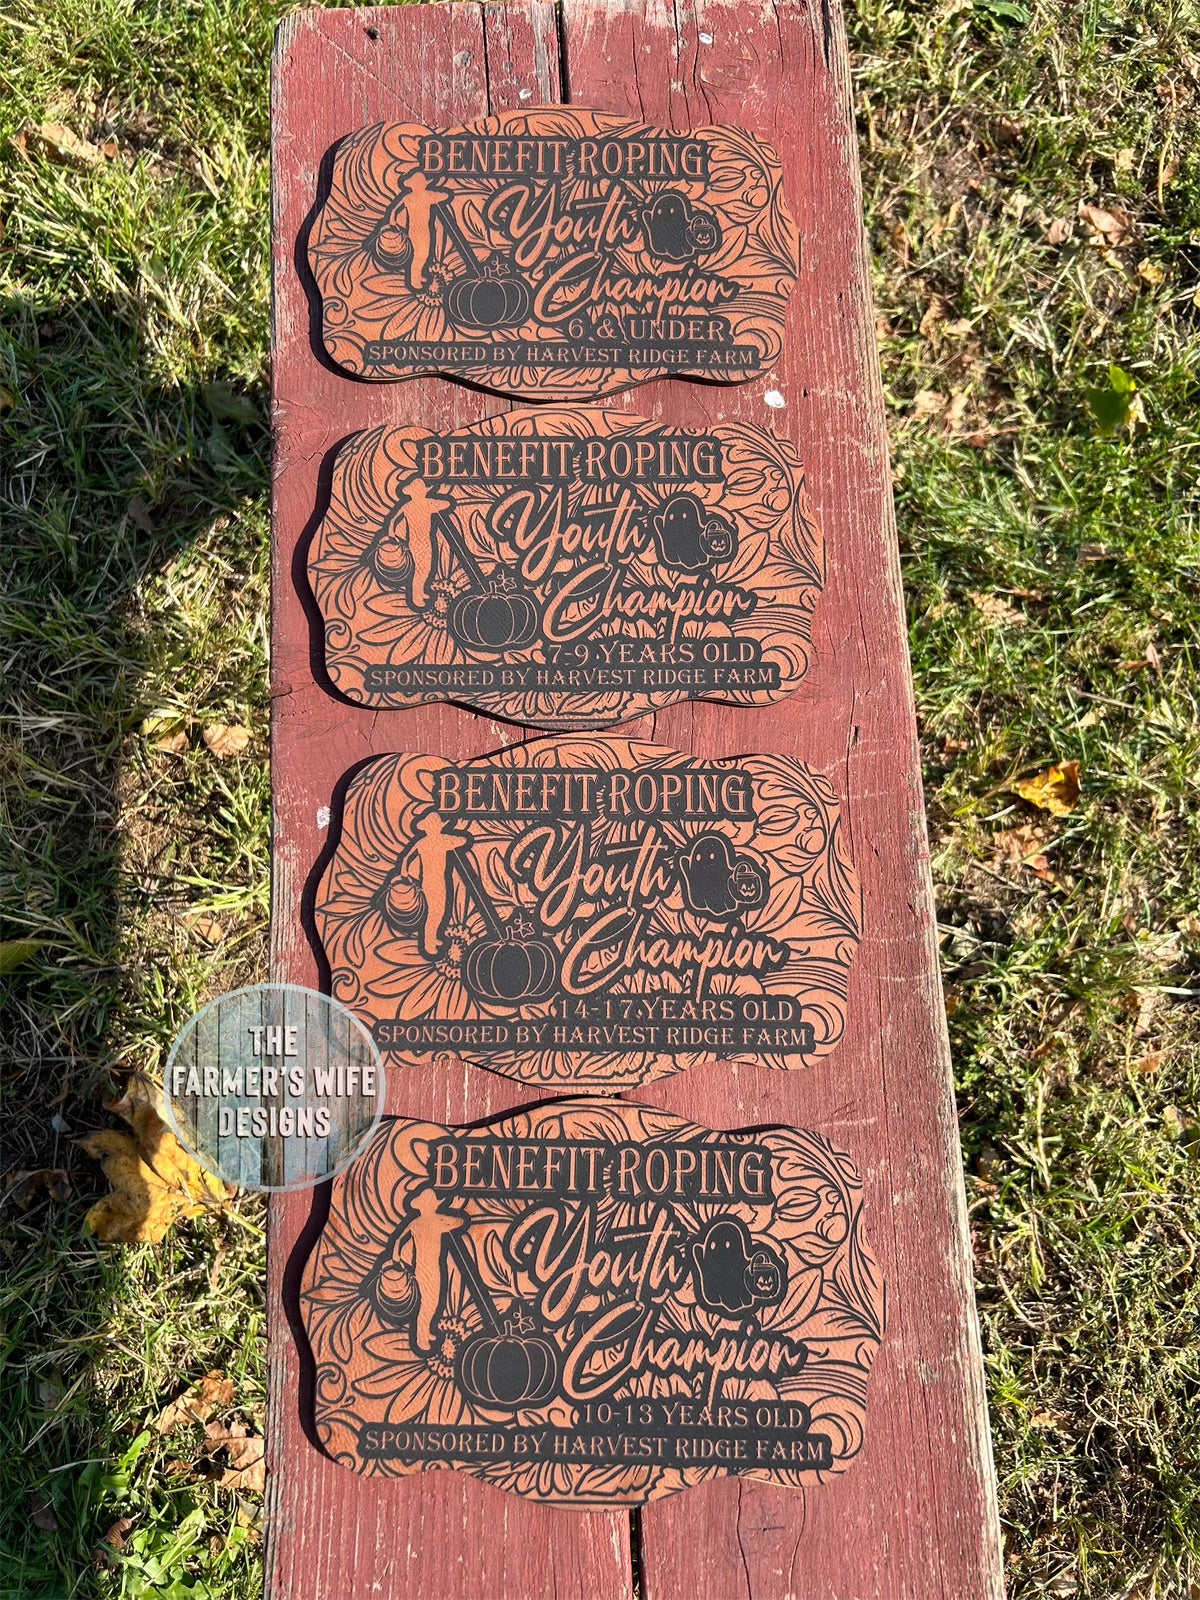 BENEFIT ROPING
Youth
Champion
6 & UNDER
SPONSORED BY HARVEST RIDGE FARM
BENEFIT ROPING
Youth
Champion
7-9 YEARS OLD
SPONSORED BY HARVEST RIDGE FARM
BENEFIT ROPING
Youth
Champion
14-17 YEARS OLD
SPONSORED BY HARVEST RIDGE FARM
THE
FARMER'S WIFE
DESIGNS
BENEFIT ROPING
Youth
Champion
10-13 YEARS OLD
SPONSORED BY HARVEST RIDGE FARM